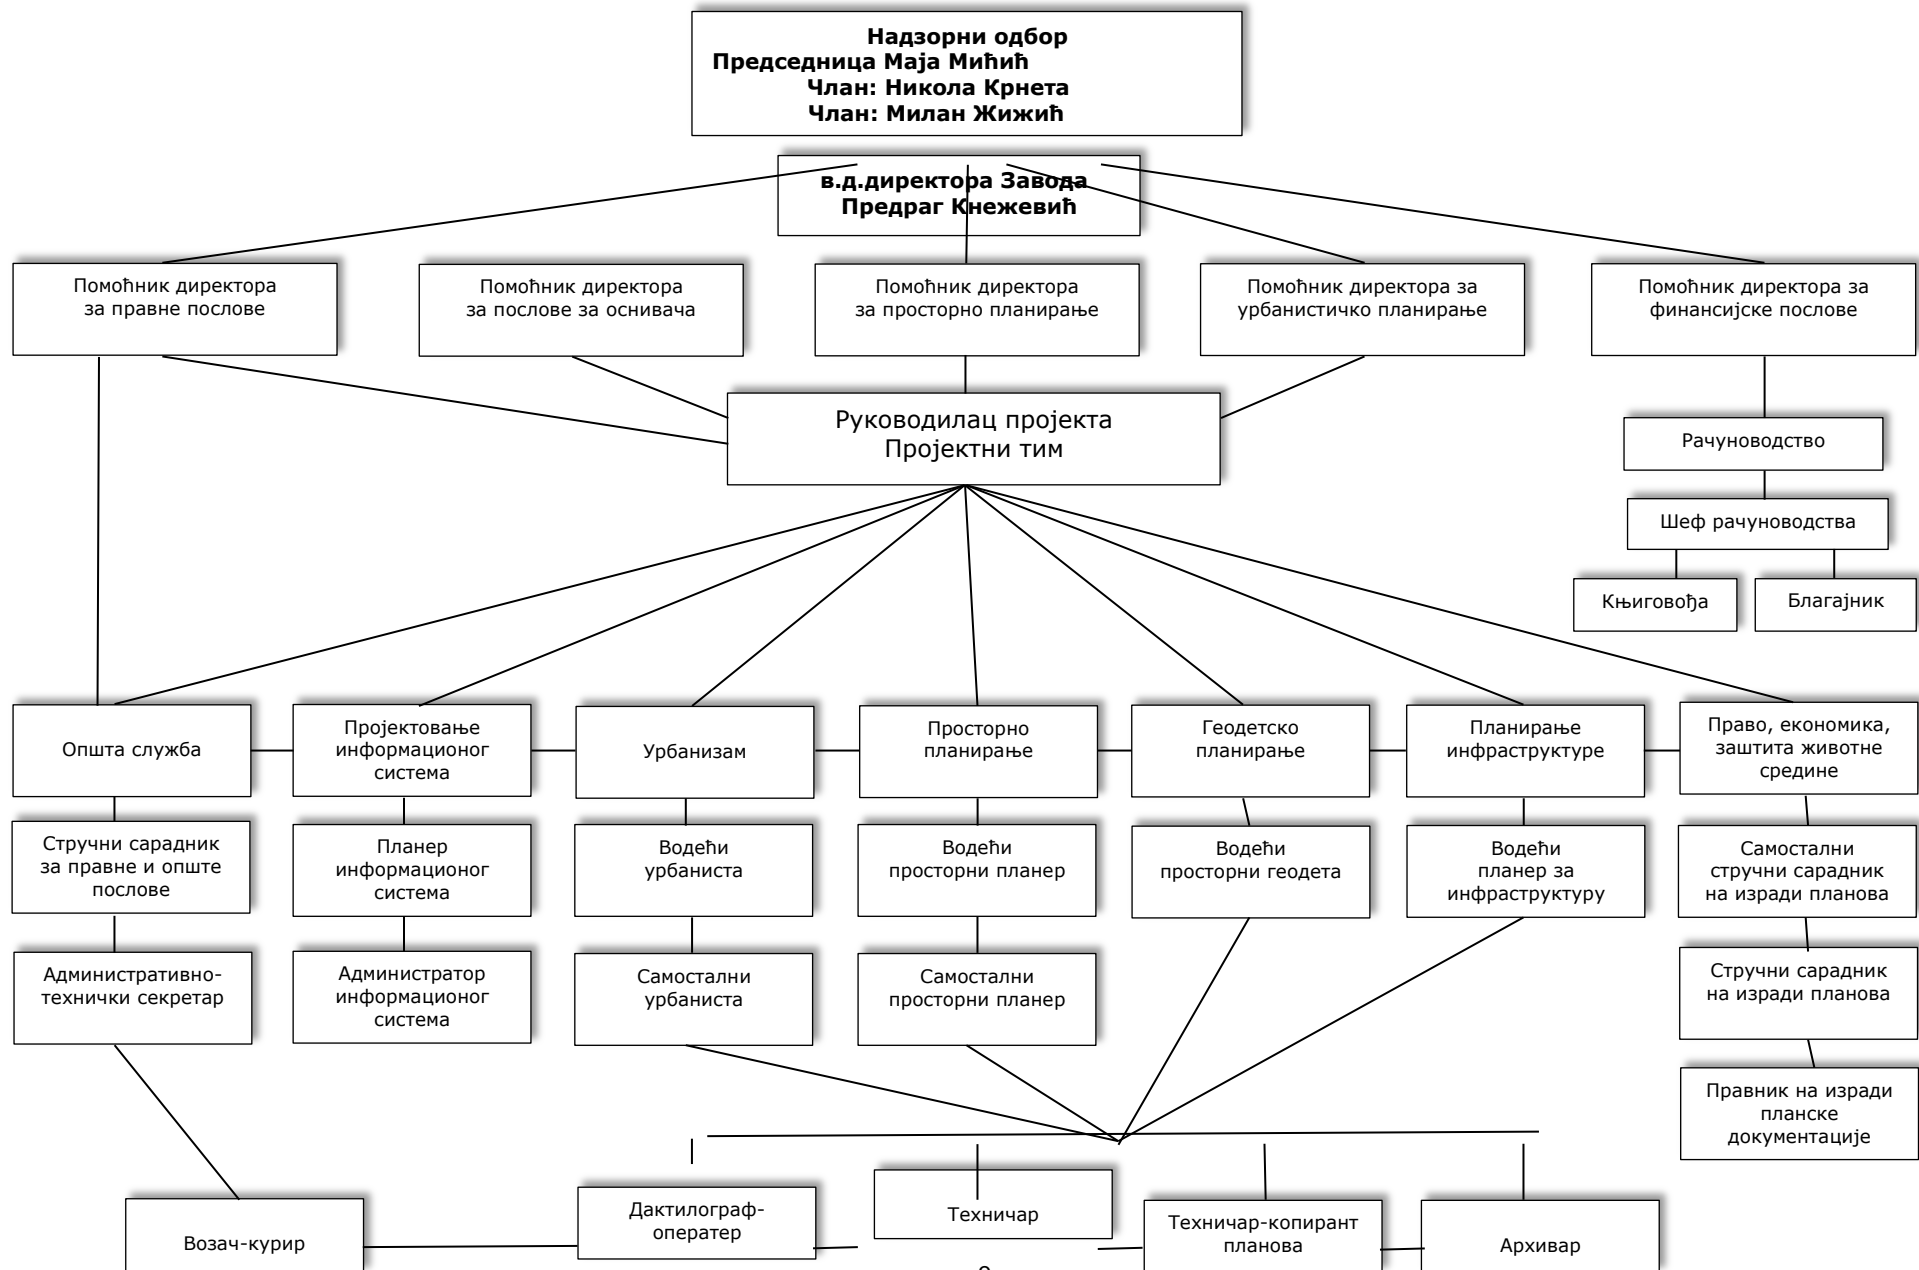 Надзорни одбор
Председница Маја Мићић
Члан: Никола Крнета
Члан: Милан Жижић
в.д.директора Завода
Предраг Кнежевић
Помоћник директора
за правне послове
Помоћник директора
за послове за оснивача
Помоћник директора
за просторно планирање
Помоћник директора за
урбанистичко планирање
Помоћник директора за
финансијске послове
Руководилац пројекта
Пројектни тим
Рачуноводство
Шеф рачуноводства
Књиговођа
Благајник
Општа служба
Пројектовање
информационог
система
Урбанизам
Просторно
планирање
Геодетско
планирање
Планирање
инфраструктуре
Право, економика,
заштита животне
средине
Стручни сарадник
за правне и опште
послове
Планер
информационог
система
Водећи
урбаниста
Водећи
просторни планер
Водећи
просторни геодета
Водећи
планер за
инфраструктуру
Самостални
стручни сарадник
на изради планова
Административно-
технички секретар
Администратор
информационог
система
Самостални
урбаниста
Самостални
просторни планер
Стручни сарадник
на изради планова
Правник на изради
планске
документације
Возач-курир
Дактилограф-
оператер
Техничар
Техничар-копирант
планова
Архивар